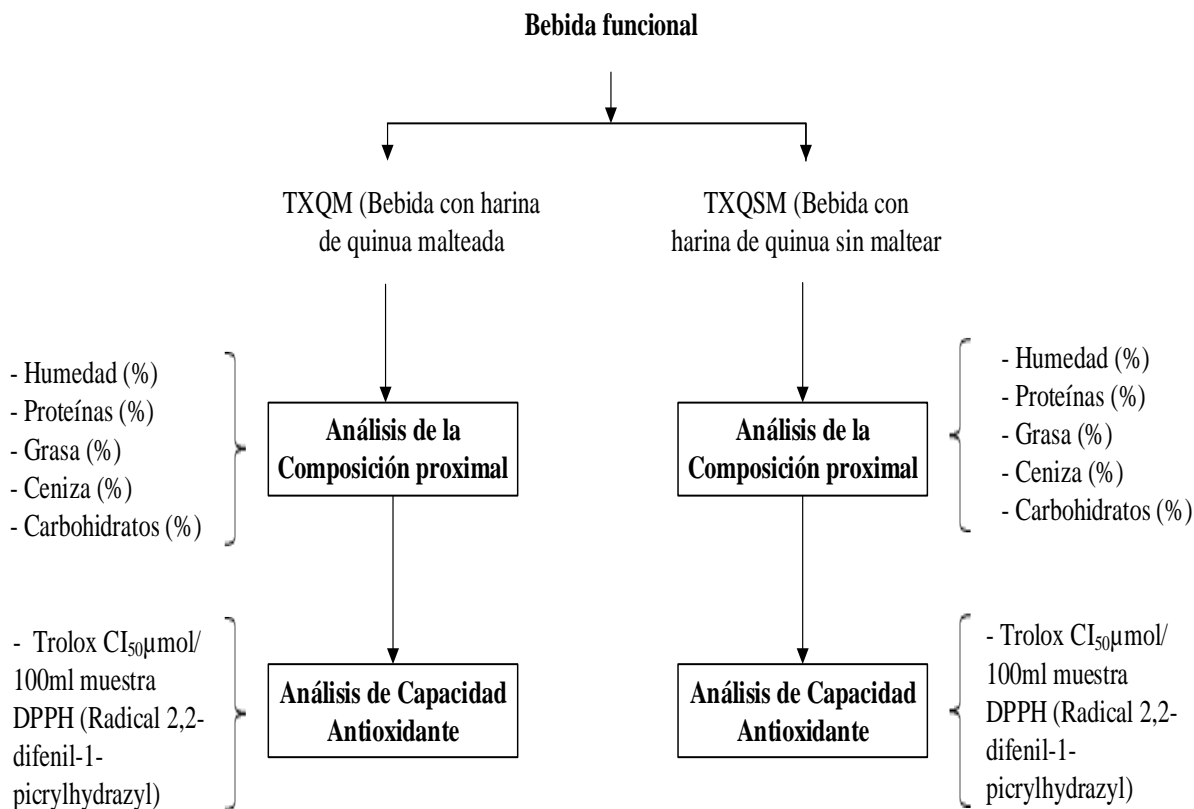 Bebida funcional
TXQM (Bebida con harina
de quinua malteada
TXQSM (Bebida con
harina de quinua sin maltear
- Humedad (%)
- Proteínas (%)
- Grasa (%)
- Ceniza (%)
- Carbohidratos (%)
Análisis de la
Composición proximal
Análisis de la
Composición proximal
- Humedad (%)
- Proteínas (%)
- Grasa (%)
- Ceniza (%)
- Carbohidratos (%)
- Trolox CI₅₀µmol/
100ml muestra
DPPH (Radical 2,2-
difenil-1-
picrylhydrazyl)
Análisis de Capacidad
Antioxidante
Análisis de Capacidad
Antioxidante
- Trolox CI₅₀µmol/
100ml muestra
DPPH (Radical 2,2-
difenil-1-
picrylhydrazyl)